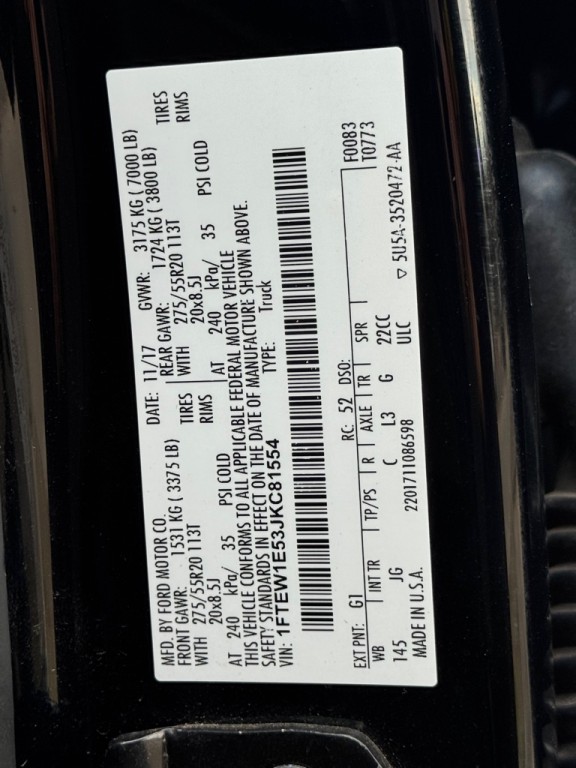 MFD. BY FORD MOTOR CO.
DATE: 11/17 GVWR: 3175 KG ( 7000 LB)
FRONT GAWR: 1531 KG ( 3375 LB) REAR GAWR: 1724 KG ( 3800 LB)
WITH 275/55R20 113T TIRES WITH 275/55R20 113T TIRES
20x8.5J RIMS 20x8.5J RIMS
AT 240 kPa/ 35 PSI COLD AT 240 kPa/ 35 PSI COLD
THIS VEHICLE CONFORMS TO ALL APPLICABLE FEDERAL MOTOR VEHICLE
SAFETY STANDARDS IN EFFECT ON THE DATE OF MANUFACTURE SHOWN ABOVE.
VIN: 1FTEW1E53JKC81554 TYPE: Truck
F0083
EXT PNT: G1 RC: 52 DSO: T0773
WB INT TR TP/PS R AXLE TR SPR
145 JG C L3 G 22CC
MADE IN U.S.A. 2201711086598 ULC ▽ 5U5A-3520472-AA